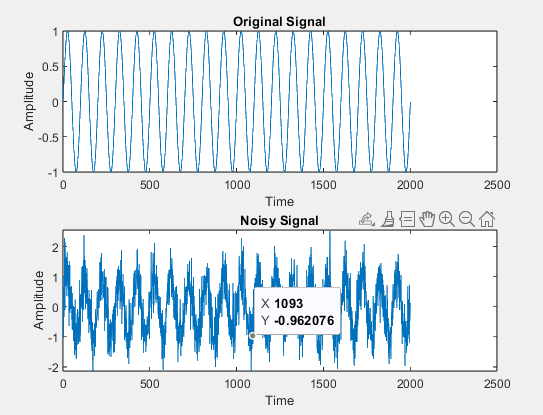 Original Signal
1
0.5
0
-0.5
-1
Amplitude
0 500 1000 1500 2000 2500
Time
Noisy Signal
2
1
0
-1
-2
Amplitude
X 1093
Y -0.962076
0 500 1000 1500 2000 2500
Time